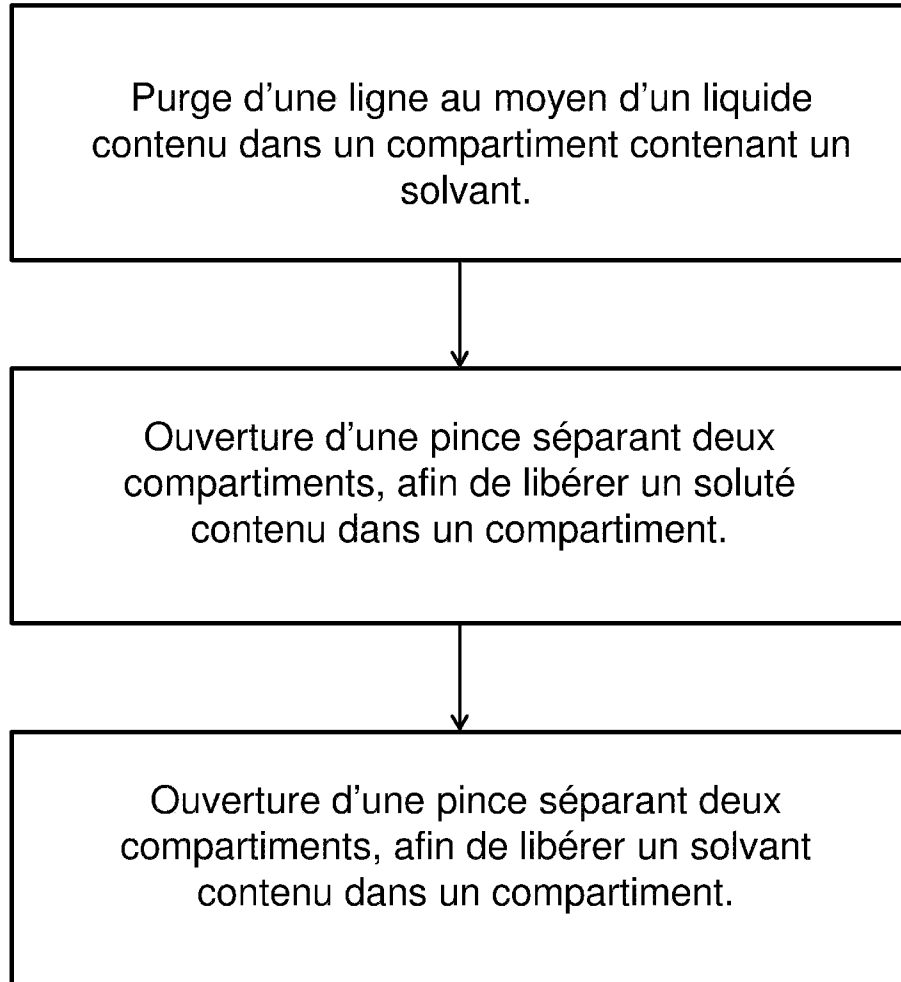 Purge d'une ligne au moyen d'un liquide
contenu dans un compartiment contenant un
solvant.
Ouverture d'une pince séparant deux
compartiments, afin de libérer un soluté
contenu dans un compartiment.
Ouverture d'une pince séparant deux
compartiments, afin de libérer un solvant
contenu dans un compartiment.